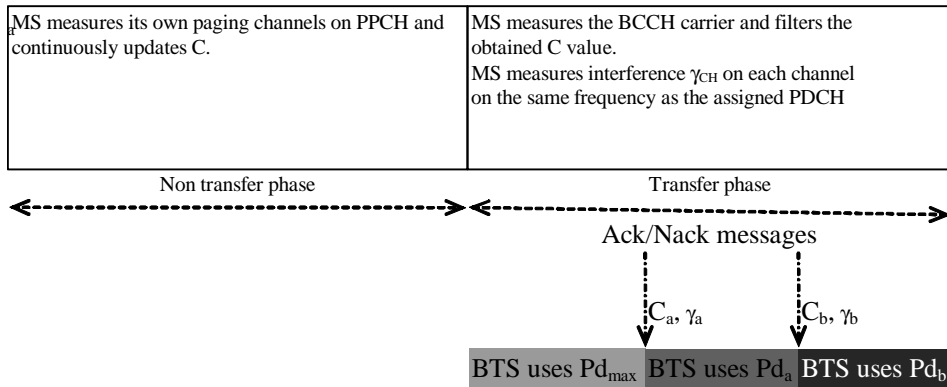 a
MS measures its own paging channels on PPCH and
continuously updates C.
MS measures the BCCH carrier and filters the
obtained C value.
MS measures interference γCH on each channel
on the same frequency as the assigned PDCH
Non transfer phase
Transfer phase
Ack/Nack messages
Ca, γa
Cb, γb
BTS uses Pdmax
BTS uses Pda
BTS uses Pdb